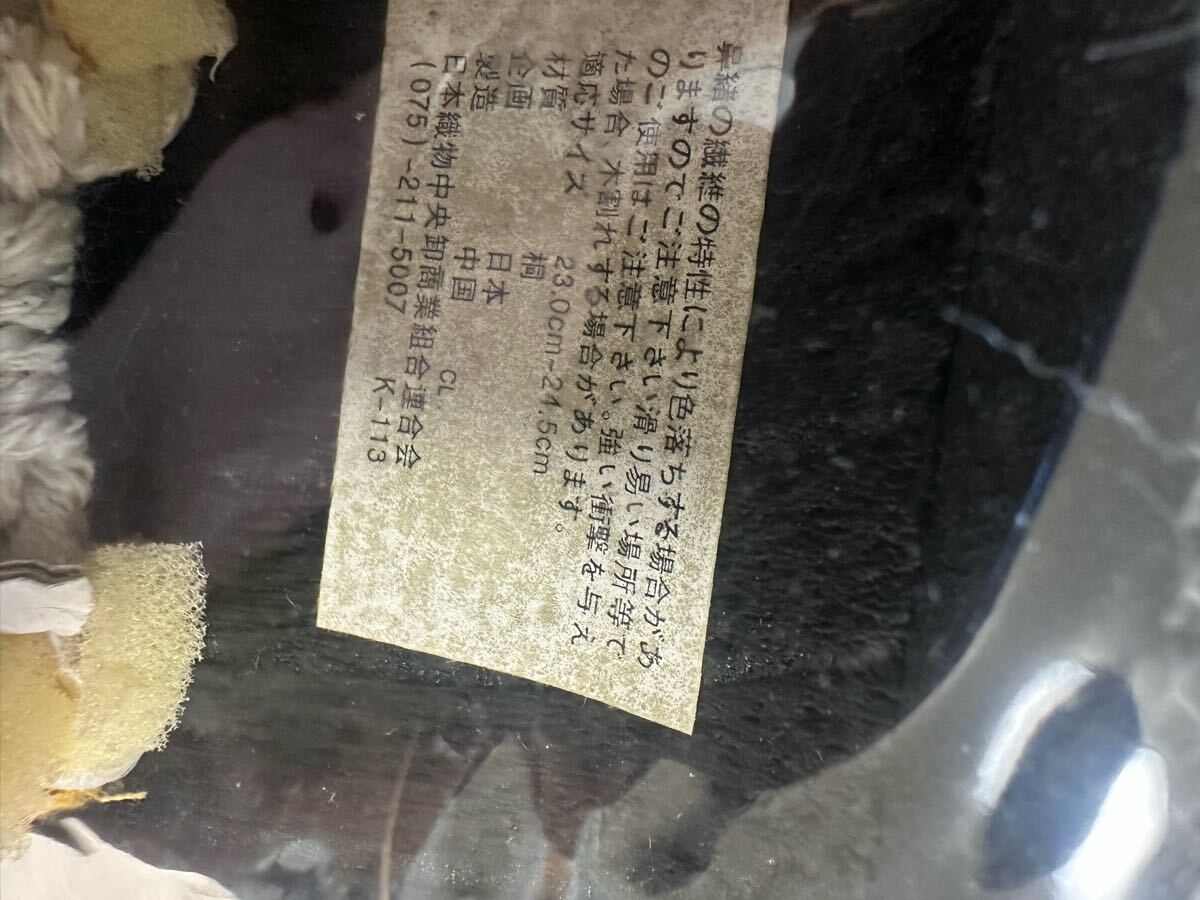 鼻緒の繊維の特性により色落ちする場合があ
りますのでご注意下さい滑り易い場所等で
のご使用はご注意下さい。強い衝撃を与え
た場合、木割れする場合があります。
適応サイズ 23.0cm~24.5cm
材質 桐
企画 日本
製造 中国 CL
日本織物中央卸商業組合連合会
(075)-211-5007 K-113